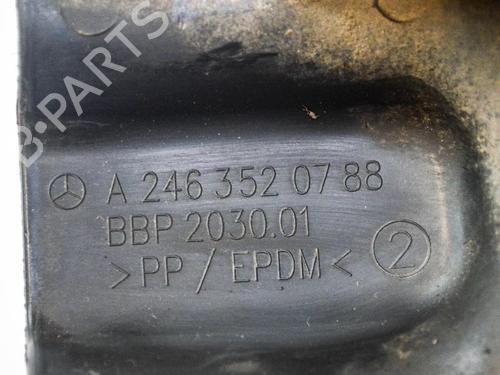 B-PARTS
A 246 352 07 88
BBP 2030.01
>PP / EPDM<
2